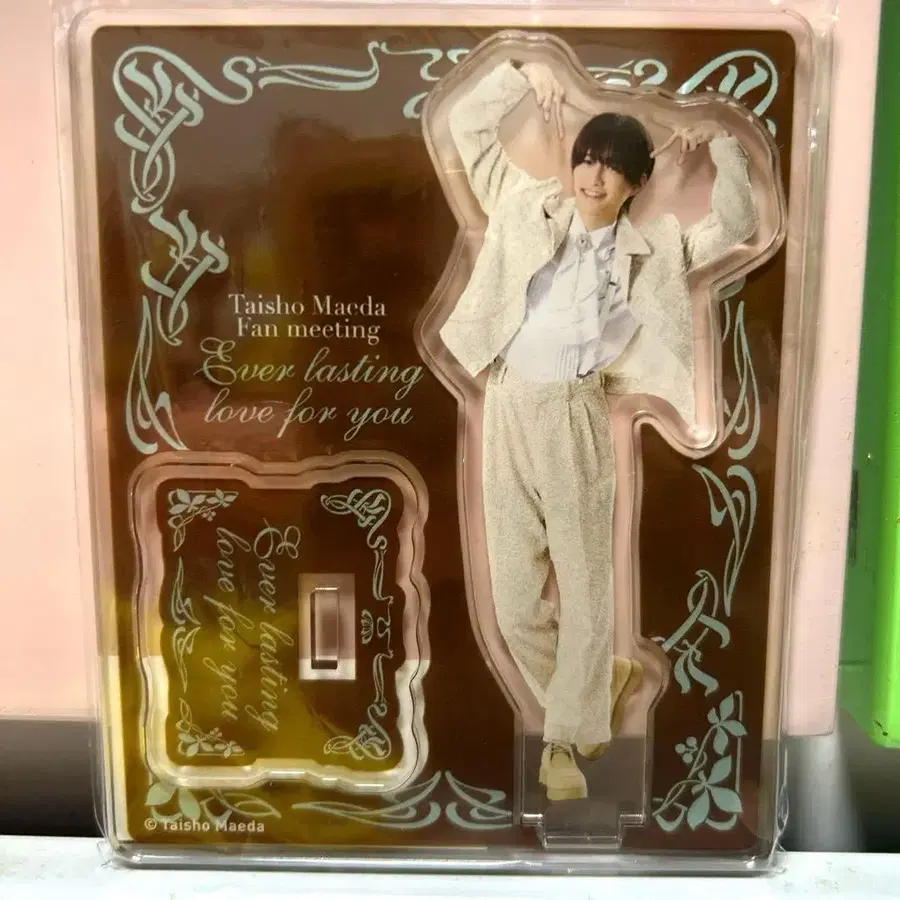 Taisho Maeda
Fan meeting
Ever lasting
love for you
Ever lasting
love for you
© Taisho Maeda